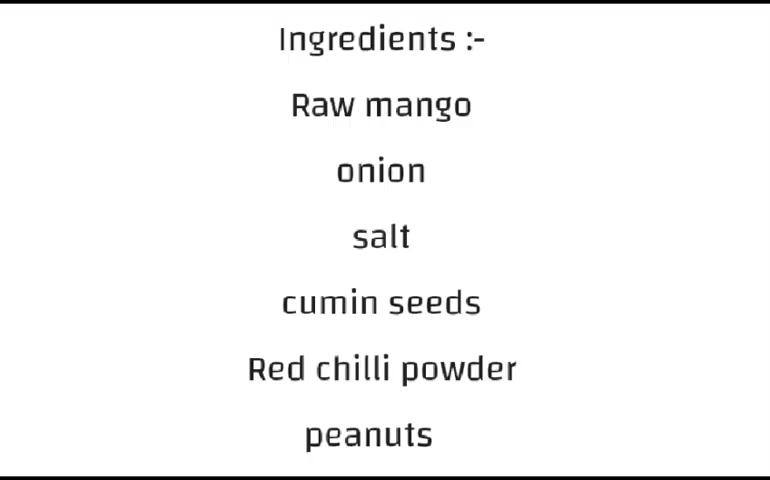 Ingredients :-
Raw mango
onion
salt
cumin seeds
Red chilli powder
peanuts